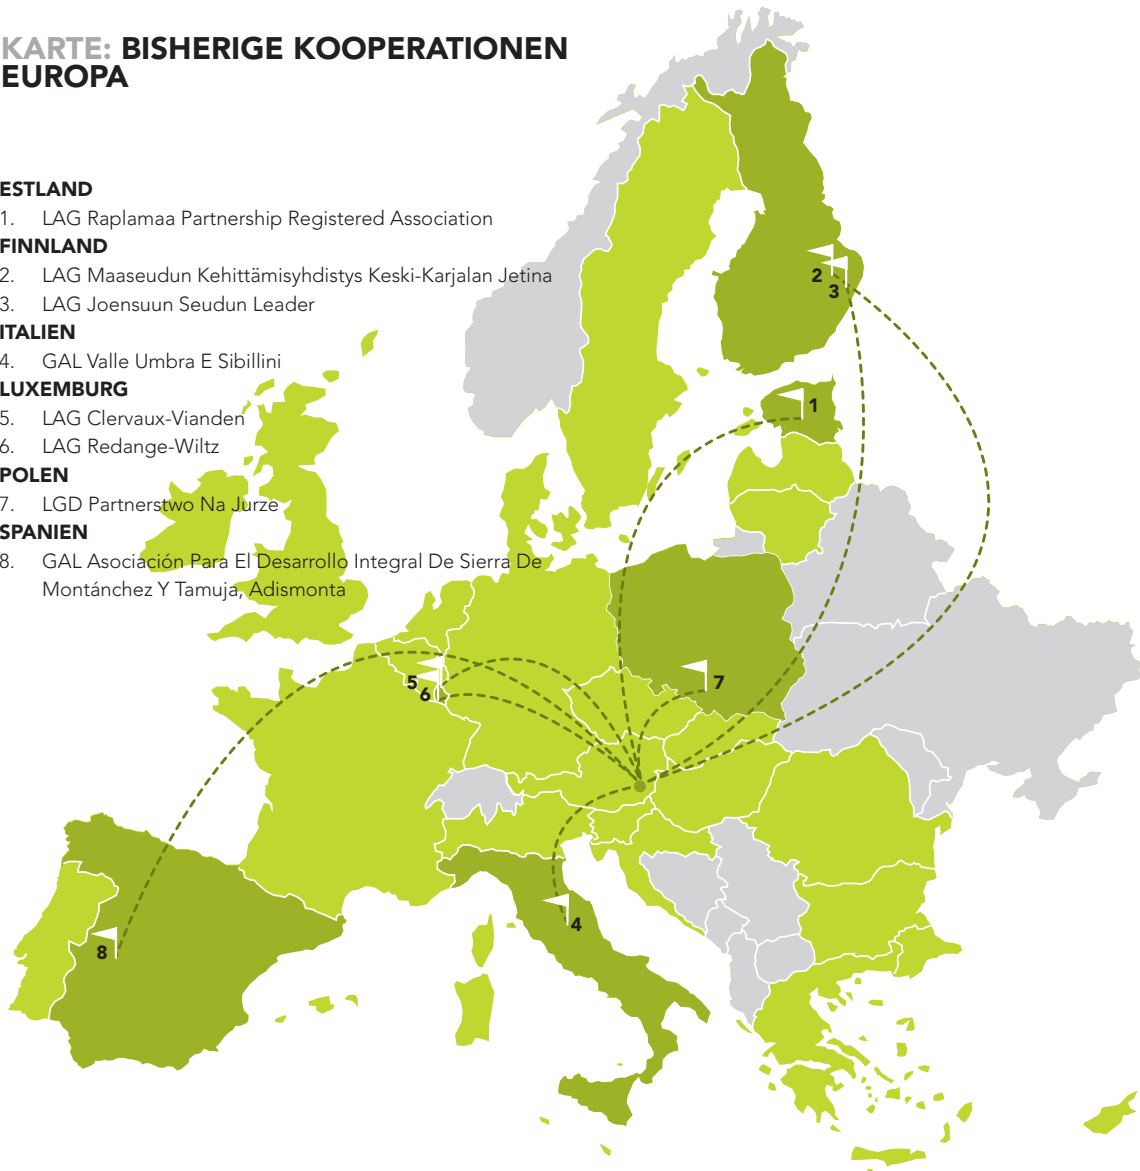 KARTE: BISHERIGE KOOPERATIONEN
EUROPA
ESTLAND
1. LAG Raplamaa Partnership Registered Association
FINNLAND
2. LAG Maaseudun Kehittämisyhdistys Keski-Karjalan Jetina
3. LAG Joensuun Seudun Leader
ITALIEN
4. GAL Valle Umbra E Sibillini
LUXEMBURG
5. LAG Clervaux-Vianden
6. LAG Redange-Wiltz
POLEN
7. LGD Partnerstwo Na Jurze
SPANIEN
8. GAL Asociación Para El Desarrollo Integral De Sierra De
Montánchez Y Tamuja, Adismonta
2
3
1
7
5
6
4
8